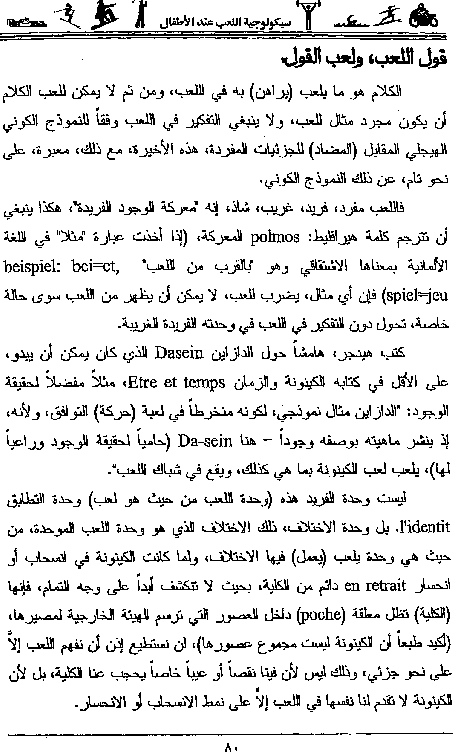 سيكولوجية اللعب عند الأطفال
قول اللعب، ولعب القول.
الكلام هو ما يلعب (يراهن) به في اللعب، ومن ثم لا يمكن للعب الكلام
أن يكون مجرد مثال للعب، ولا ينبغي التفكير في اللعب وفقاً للنموذج الكوني
الهيجلي المقابل (المضاد) للجزئيات المفردة، هذه الأخيرة، مع ذلك، معبرة، على
نحو تام، عن ذلك النموذج الكوني.
فاللعب مفرد، فريد، غريب، شاذ، إنه "معركة الوجود الفريدة"، هكذا ينبغي
أن تترجم كلمة هيراقليط: polmos المعركة، (إذا أخذت عبارة "مثلاً" في اللغة
الألمانية بمعناها الاشتقاقي وهو "بالقرب من اللعب" beispiel: bei=ct,
spiel=jeu) فإن أي مثال، يضرب للعب، لا يمكن أن يظهر من اللعب سوى حالة
خاصة، تحول دون التفكير في اللعب في وحدته الفريدة الغريبة.
كتب هيدجر، هامشاً حول الدازاين Dasein الذي كان يمكن أن يبدو،
على الأقل في كتابه الكينونة والزمان Etre et temps، مثلاً مفضلاً لحقيقة
الوجود: "الدازاين مثال نموذجي، لكونه منخرطاً في لعبة (حركة) التوافق، ولأنه،
إذ ينشر ماهيته بوصفه وجوداً – هنا Da-sein (حامياً لحقيقة الوجود وراعياً
لها)، يلعب لعب الكينونة بما هي كذلك، ويقع في شباك اللعب".
ليست وحدة الفريد هذه (وحدة اللعب من حيث هو لعب) وحدة التطابق
l'identit. بل وحدة الاختلاف، ذلك الاختلاف الذي هو وحدة اللعب الموحدة، من
حيث هي وحدة يلعب (يعمل) فيها الاختلاف، ولما كانت الكينونة في انسحاب أو
انحسار en retrait دائم من الكلية، بحيث لا تتكشف أبداً على وجه التمام، فإنها
(الكلية) تظل معلقة (poche) داخل العصور التي ترسم الهيئة الخارجية لمصيرها،
(أكيد طبعاً أن الكينونة ليست مجموع عصورها)، لن نستطيع إذن أن نفهم اللعب إلاَّ
على نحو جزئي، وذلك ليس لأن فينا نقصاً أو عيباً خاصاً يحجب عنا الكلية، بل لأن
الكينونة لا تقدم لنا نفسها في اللعب إلاَّ على نمط الانسحاب أو الانحسار.
٨٠